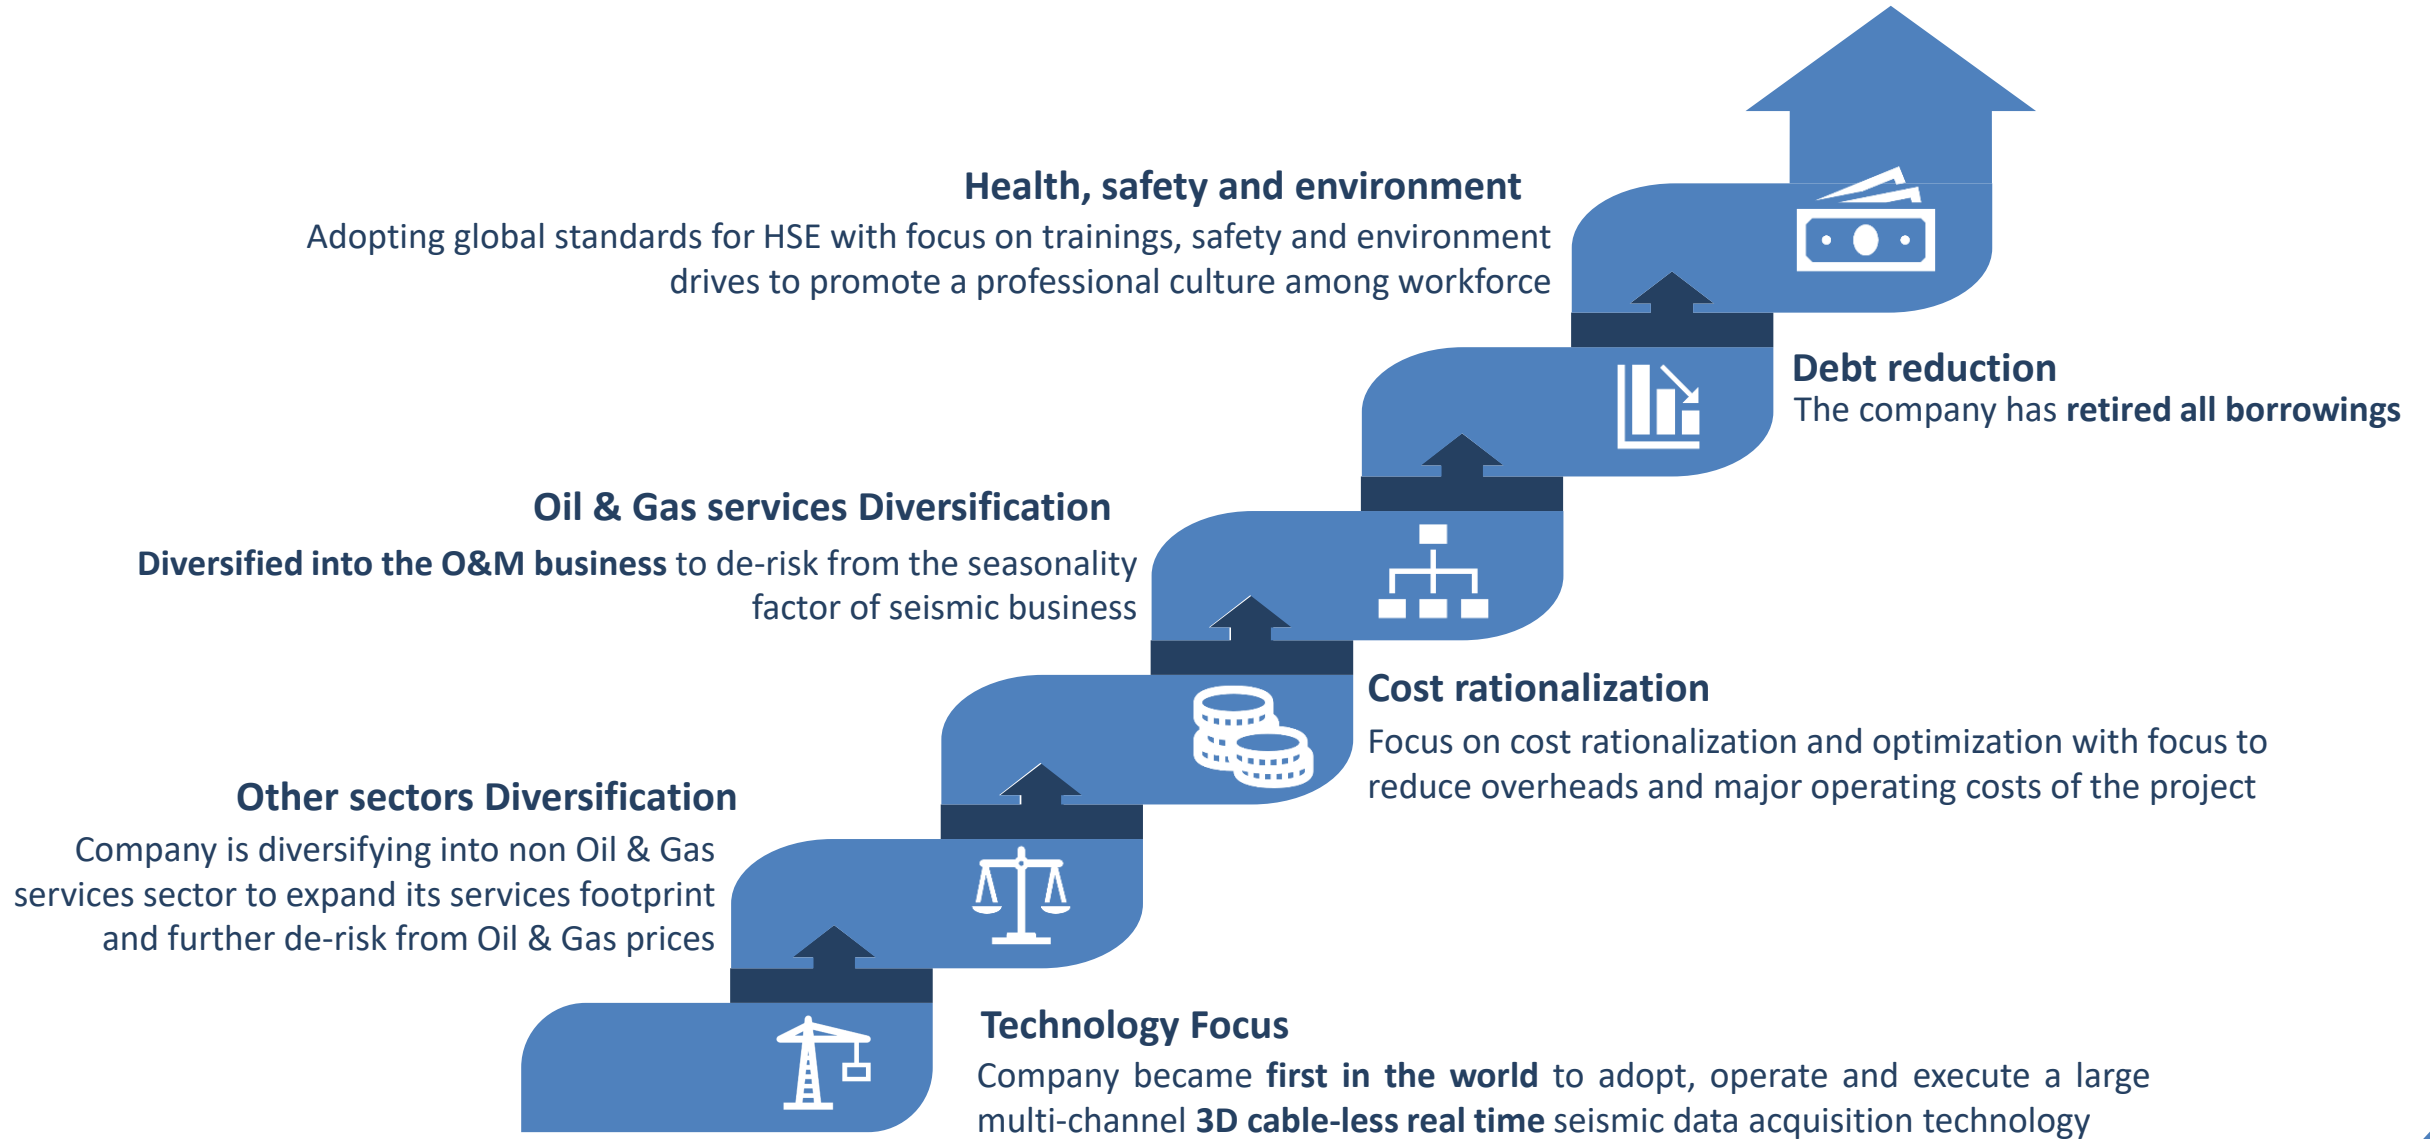 Health, safety and environment
Adopting global standards for HSE with focus on trainings, safety and environment
drives to promote a professional culture among workforce
Debt reduction
The company has retired all borrowings
Oil & Gas services Diversification
Diversified into the O&M business to de-risk from the seasonality
factor of seismic business
Cost rationalization
Focus on cost rationalization and optimization with focus to
reduce overheads and major operating costs of the project
Other sectors Diversification
Company is diversifying into non Oil & Gas
services sector to expand its services footprint
and further de-risk from Oil & Gas prices
Technology Focus
Company became first in the world to adopt, operate and execute a large
multi-channel 3D cable-less real time seismic data acquisition technology